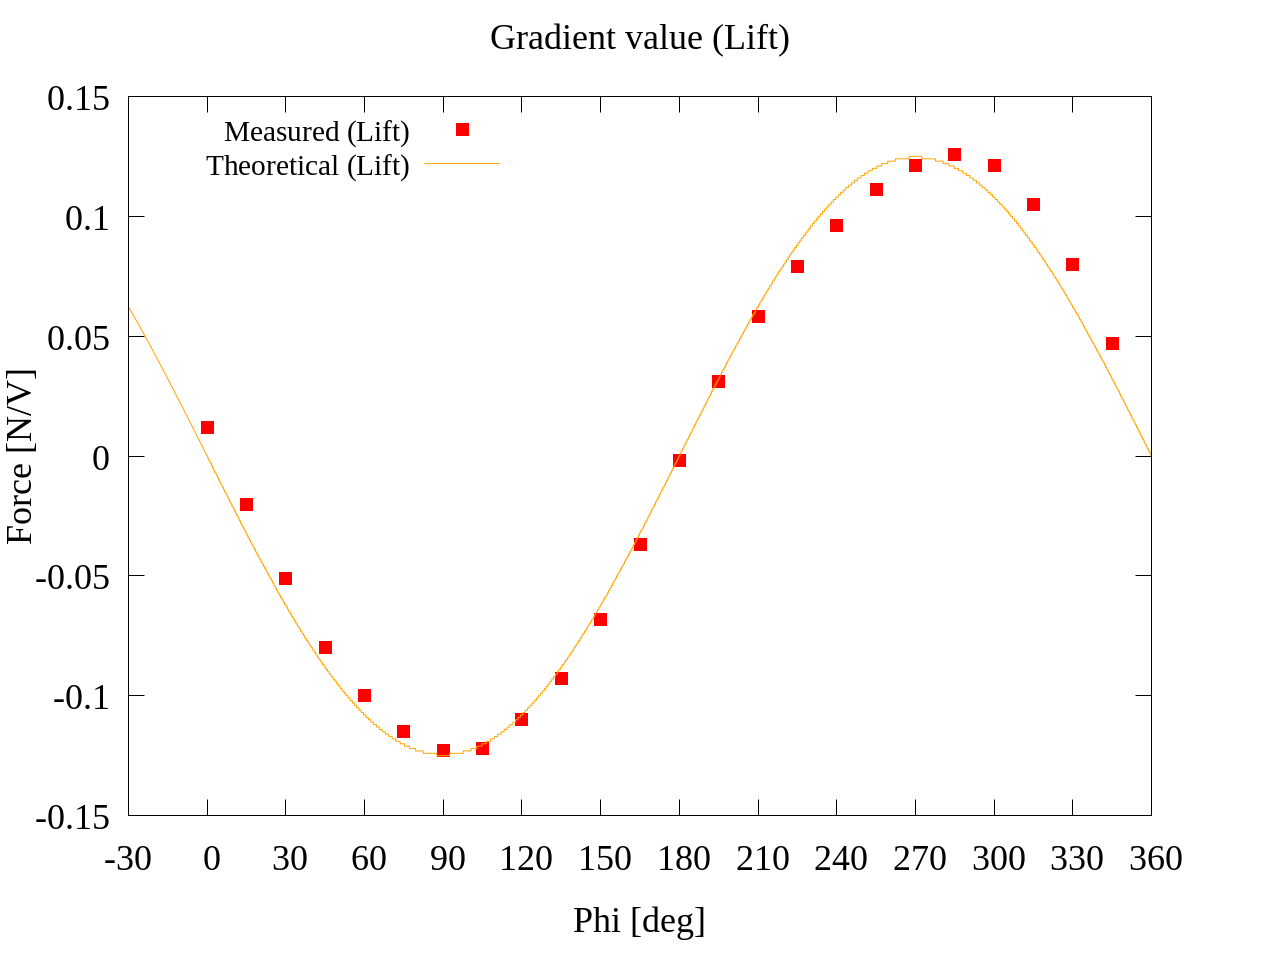 Gradient value (Lift)
Measured (Lift)
Theoretical (Lift)
0.15
0.1
0.05
0
-0.05
-0.1
-0.15
Force [N/V]
-30 0 30 60 90 120 150 180 210 240 270 300 330 360
Phi [deg]